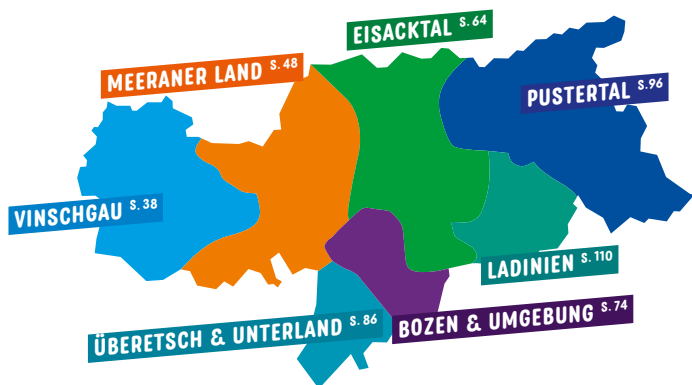 EISACKTAL S. 64
MEERANER LAND S. 48
PUSTERTAL S.96
VINSCHGAU S. 38
LADINIEN S. 110
ÜBERETSCH & UNTERLAND S. 86
BOZEN & UMGEBUNG S. 74